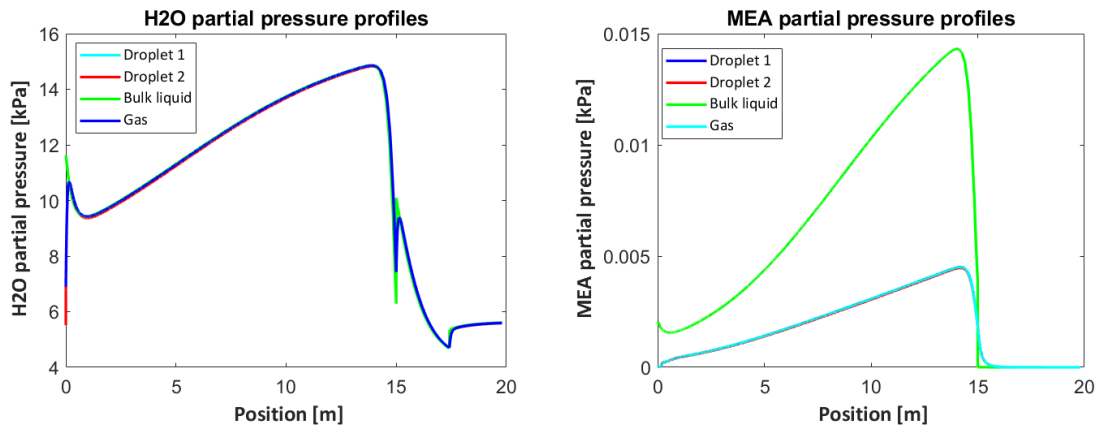 H2O partial pressure profiles
H2O partial pressure [kPa]
16
14
12
10
8
6
4
Droplet 1
Droplet 2
Bulk liquid
Gas
0
5
10
15
20
Position [m]
MEA partial pressure profiles
MEA partial pressure [kPa]
0.015
0.01
0.005
0
Droplet 1
Droplet 2
Bulk liquid
Gas
0
5
10
15
20
Position [m]